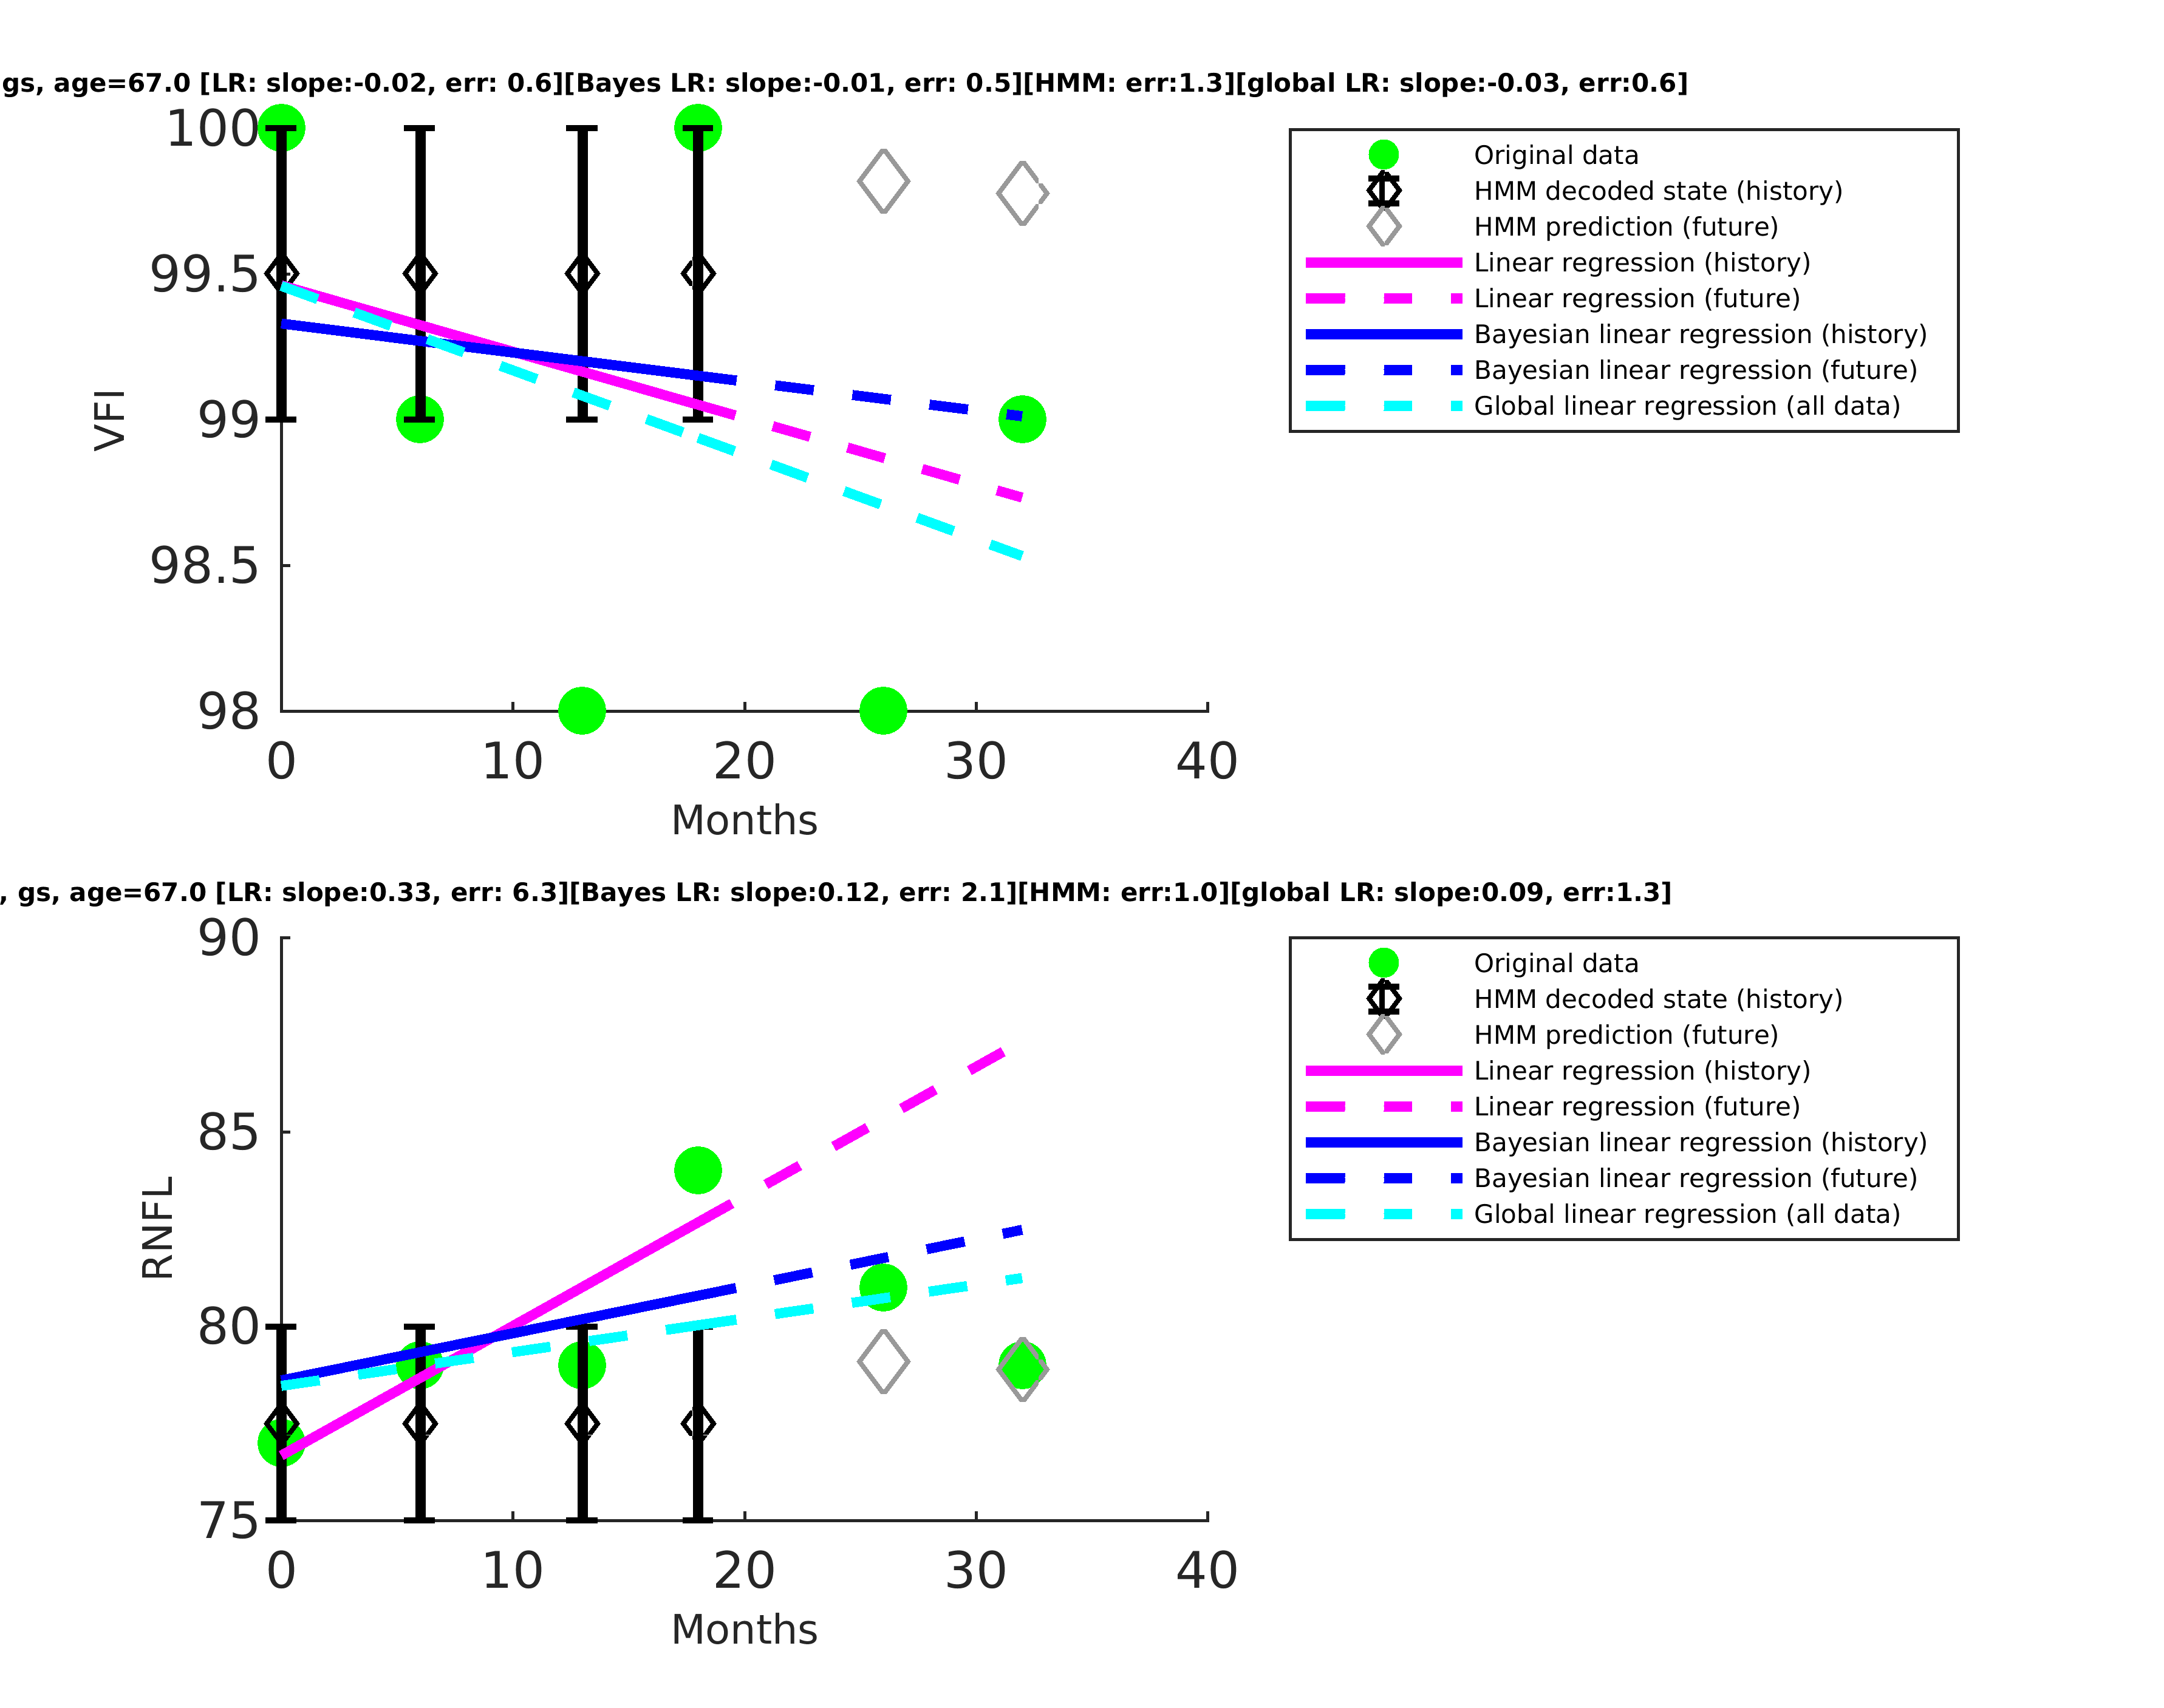 gs, age=67.0 [LR: slope:-0.02, err: 0.6][Bayes LR: slope:-0.01, err: 0.5][HMM: err:1.3][global LR: slope:-0.03, err:0.6]
100
99.5
99
98.5
98
VFI
0 10 20 30 40
Months
Original data
HMM decoded state (history)
HMM prediction (future)
Linear regression (history)
Linear regression (future)
Bayesian linear regression (history)
Bayesian linear regression (future)
Global linear regression (all data)
, gs, age=67.0 [LR: slope:0.33, err: 6.3][Bayes LR: slope:0.12, err: 2.1][HMM: err:1.0][global LR: slope:0.09, err:1.3]
90
85
80
75
RNFL
0 10 20 30 40
Months
Original data
HMM decoded state (history)
HMM prediction (future)
Linear regression (history)
Linear regression (future)
Bayesian linear regression (history)
Bayesian linear regression (future)
Global linear regression (all data)